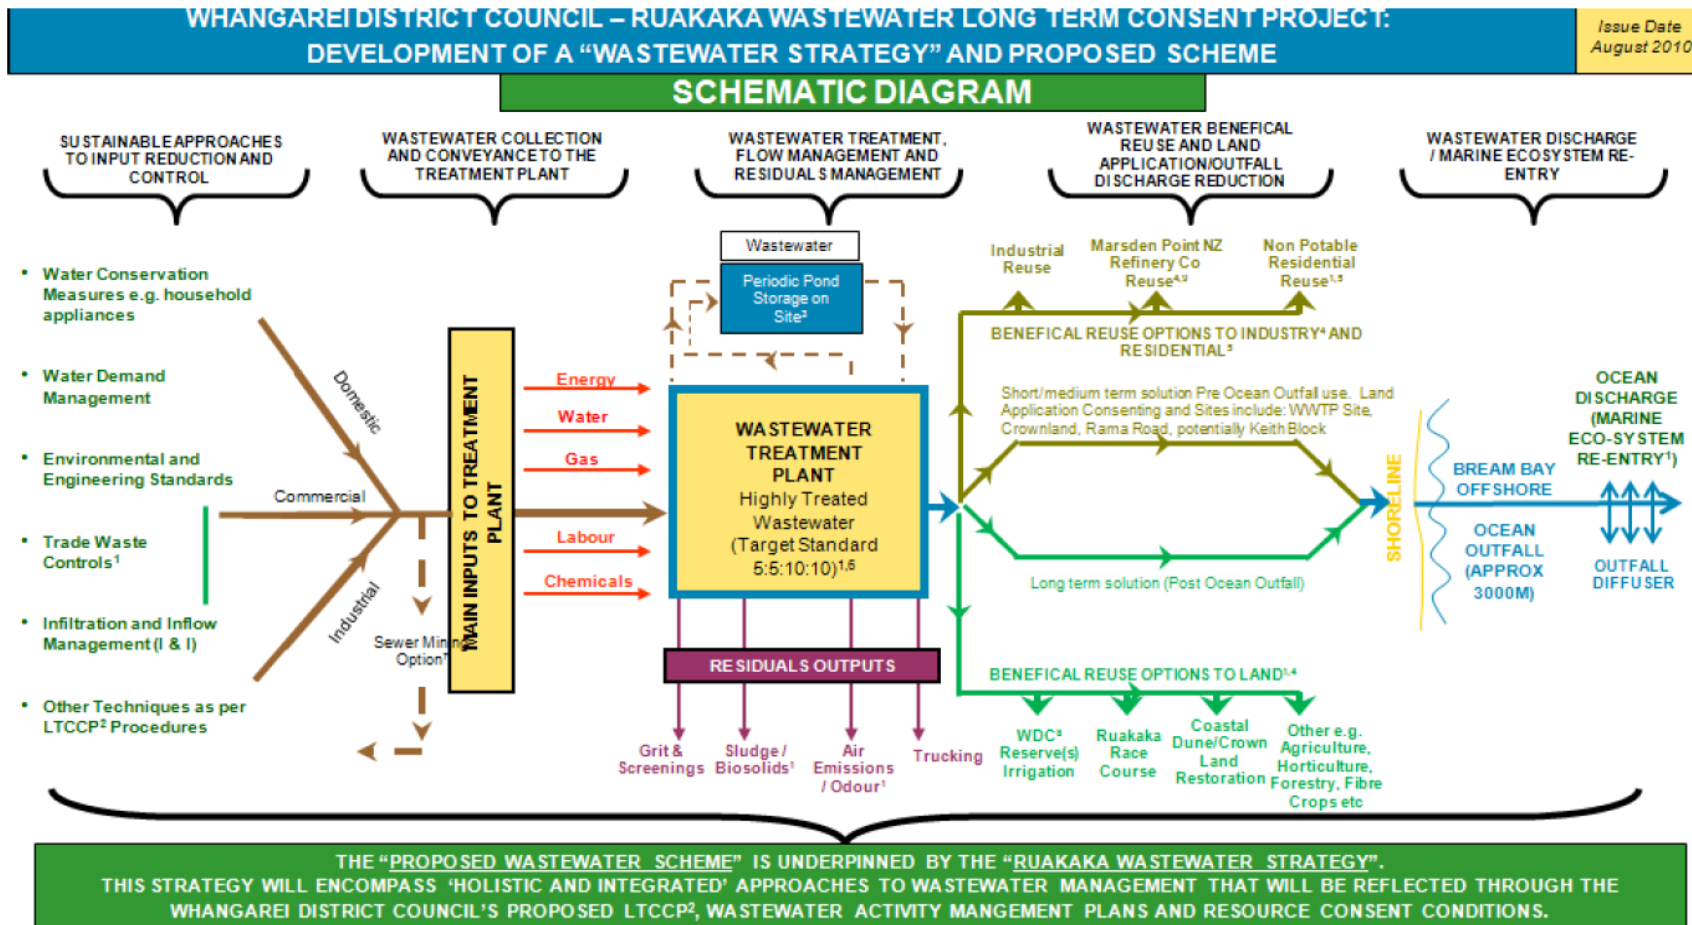 WHANGAREI DISTRICT COUNCIL – RUAKAKA WASTEWATER LONG TERM CONSENT PROJECT:
DEVELOPMENT OF A “WASTEWATER STRATEGY” AND PROPOSED SCHEME
Issue Date
August 2010
SCHEMATIC DIAGRAM
SUSTAINABLE APPROACHES
TO INPUT REDUCTION AND
CONTROL
WASTEWATER COLLECTION
AND CONVEYANCE TO THE
TREATMENT PLANT
WASTEWATER TREATMENT,
FLOW MANAGEMENT AND
RESIDUALS MANAGEMENT
WASTEWATER BENEFICAL
REUSE AND LAND
APPLICATION/OUTFALL
DISCHARGE REDUCTION
WASTEWATER DISCHARGE
/ MARINE ECOSYSTEM RE-
ENTRY
• Water Conservation
Measures e.g. household
appliances
• Water Demand
Management
• Environmental and
Engineering Standards
• Trade Waste
Controls¹
• Infiltration and Inflow
Management (I & I)
• Other Techniques as per
LTCCP² Procedures
Domestic
Commercial
Industrial
Sewer Mining
Option⁷
MAIN INPUTS TO TREATMENT
PLANT
Energy
Water
Gas
Labour
Chemicals
Wastewater
Periodic Pond
Storage on
Site³
WASTEWATER
TREATMENT
PLANT
Highly Treated
Wastewater
(Target Standard
5:5:10:10)¹,⁶
RESIDUALS OUTPUTS
Grit &
Screenings
Sludge /
Biosolids¹
Air
Emissions
/ Odour¹
Trucking
Industrial
Reuse
Marsden Point NZ
Refinery Co
Reuse⁴,⁹
Non Potable
Residential
Reuse¹,⁵
BENEFICAL REUSE OPTIONS TO INDUSTRY⁴ AND
RESIDENTIAL⁵
Short/medium term solution Pre Ocean Outfall use. Land
Application Consenting and Sites include: WWTP Site,
Crownland, Rama Road, potentially Keith Block
Long term solution (Post Ocean Outfall)
BENEFICAL REUSE OPTIONS TO LAND¹,⁴
WDC⁸
Reserve(s)
Irrigation
Ruakaka
Race
Course
Coastal
Dune/Crown
Land
Restoration
Other e.g.
Agriculture,
Horticulture,
Forestry, Fibre
Crops etc
SHORELINE
BREAM BAY
OFFSHORE
OCEAN
OUTFALL
(APPROX
3000M)
OCEAN
DISCHARGE
(MARINE
ECO-SYSTEM
RE-ENTRY¹)
OUTFALL
DIFFUSER
THE “PROPOSED WASTEWATER SCHEME” IS UNDERPINNED BY THE “RUAKAKA WASTEWATER STRATEGY”.
THIS STRATEGY WILL ENCOMPASS ‘HOLISTIC AND INTEGRATED’ APPROACHES TO WASTEWATER MANAGEMENT THAT WILL BE REFLECTED THROUGH THE
WHANGAREI DISTRICT COUNCIL’S PROPOSED LTCCP², WASTEWATER ACTIVITY MANGEMENT PLANS AND RESOURCE CONSENT CONDITIONS.